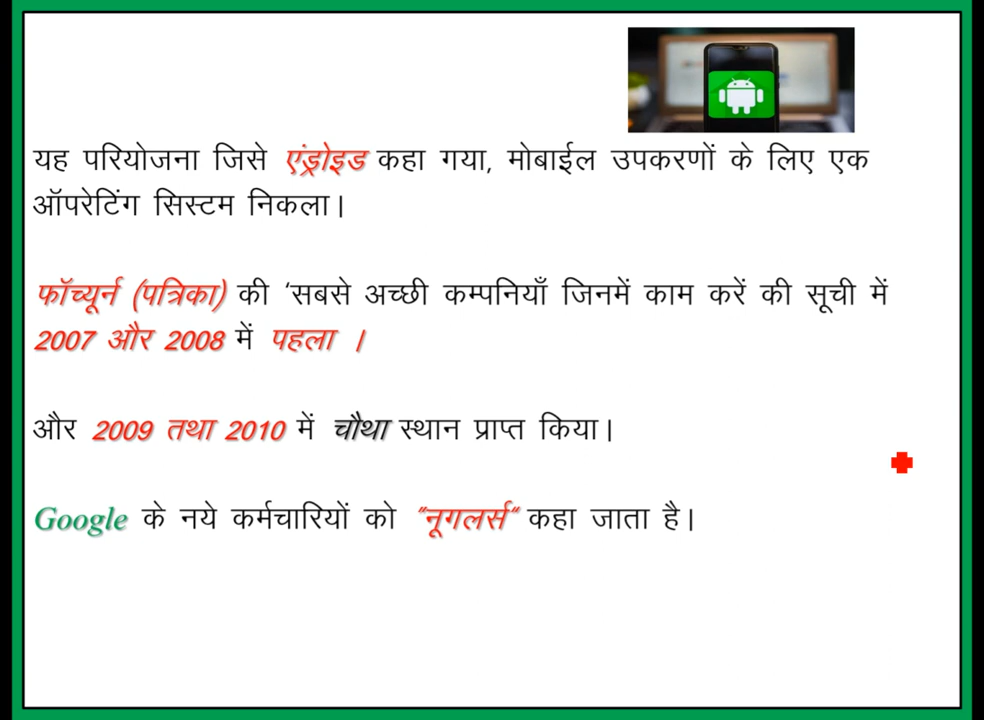 यह परियोजना जिसे एंड्रोइड कहा गया, मोबाईल उपकरणों के लिए एक
ऑपरेटिंग सिस्टम निकला।
फॉच्यूर्न (पत्रिका) की ‘सबसे अच्छी कम्पनियाँ जिनमें काम करें की सूची में
2007 और 2008 में पहला ।
और 2009 तथा 2010 में चौथा स्थान प्राप्त किया।
Google के नये कर्मचारियों को “नूगलर्स“ कहा जाता है।